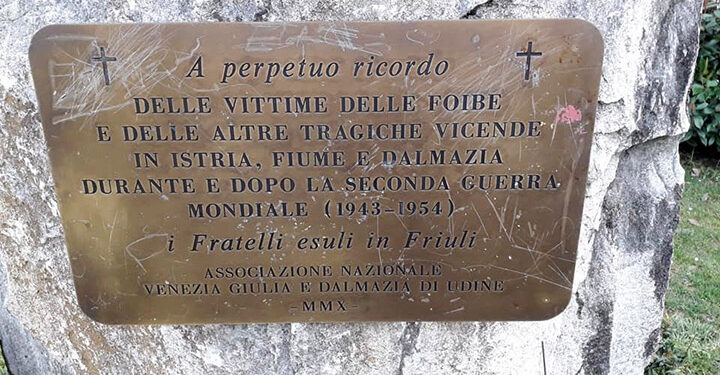 A perpetuo ricordo
DELLE VITTIME DELLE FOIBE
E DELLE ALTRE TRAGICHE VICENDE
IN ISTRIA, FIUME E DALMAZIA
DURANTE E DOPO LA SECONDA GUERRA
MONDIALE (1943-1954)
i Fratelli esuli in Friuli
ASSOCIAZIONE NAZIONALE
VENEZIA GIULIA E DALMAZIA DI UDINE
-MMX-